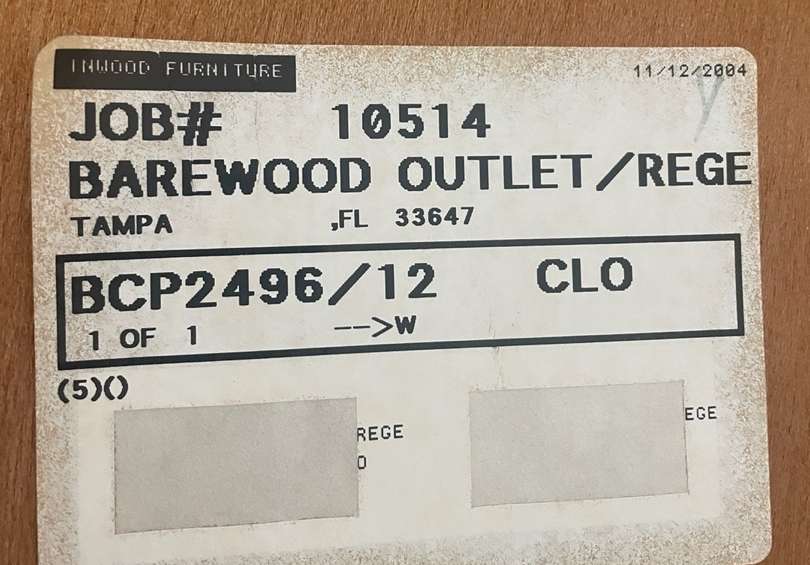 INWOOD FURNITURE 11/12/2004
JOB# 10514
BAREWOOD OUTLET/REGE
TAMPA ,FL 33647
BCP2496/12 CLO
1 OF 1 -->W
(5)()
REGE EGE
O